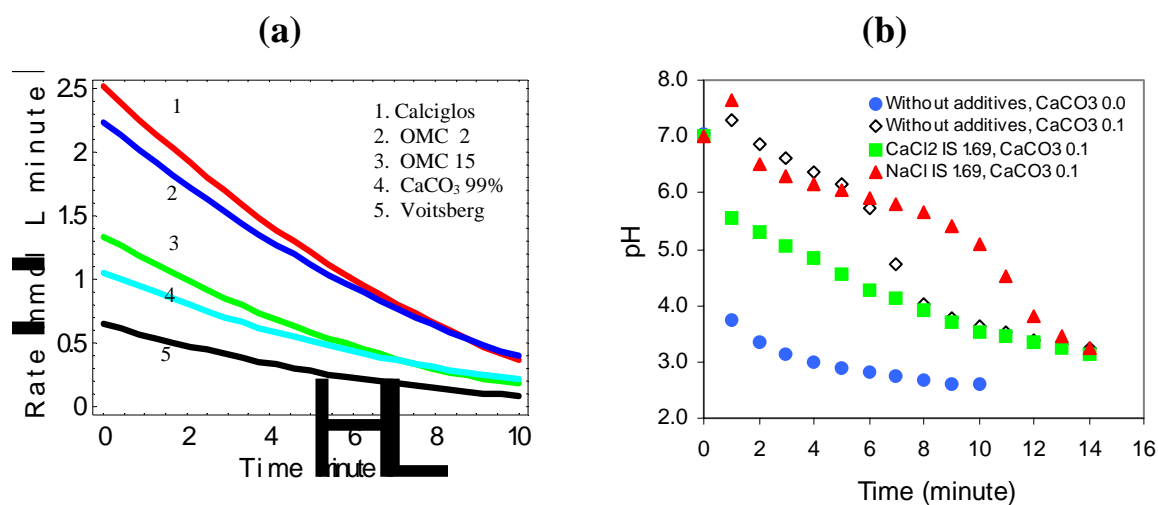 (a)
Rate mmol L minute
2.5
2
1.5
1
0.5
0
1
2
3
4
5
1. Calciglos
2. OMC 2
3. OMC 15
4. CaCO₃ 99%
5. Voitsberg
0 2 4 6 8 10
Time minute
(b)
pH
8.0
7.0
6.0
5.0
4.0
3.0
2.0
Without additives, CaCO3 0.0
Without additives, CaCO3 0.1
CaCl2 IS 1.69, CaCO3 0.1
NaCl IS 1.69, CaCO3 0.1
0 2 4 6 8 10 12 14 16
Time (minute)